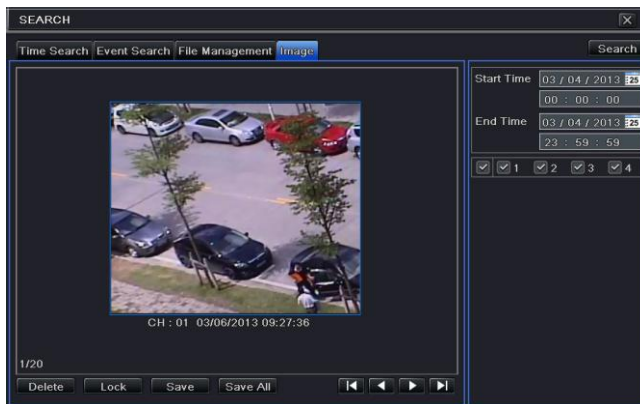 SEARCH
Time Search Event Search File Management Image Search
Start Time 03 / 04 / 2013 25
00 : 00 : 00
End Time 03 / 04 / 2013 25
23 : 59 : 59
1 2 3 4
CH : 01 03/06/2013 09:27:36
1/20
Delete Lock Save Save All